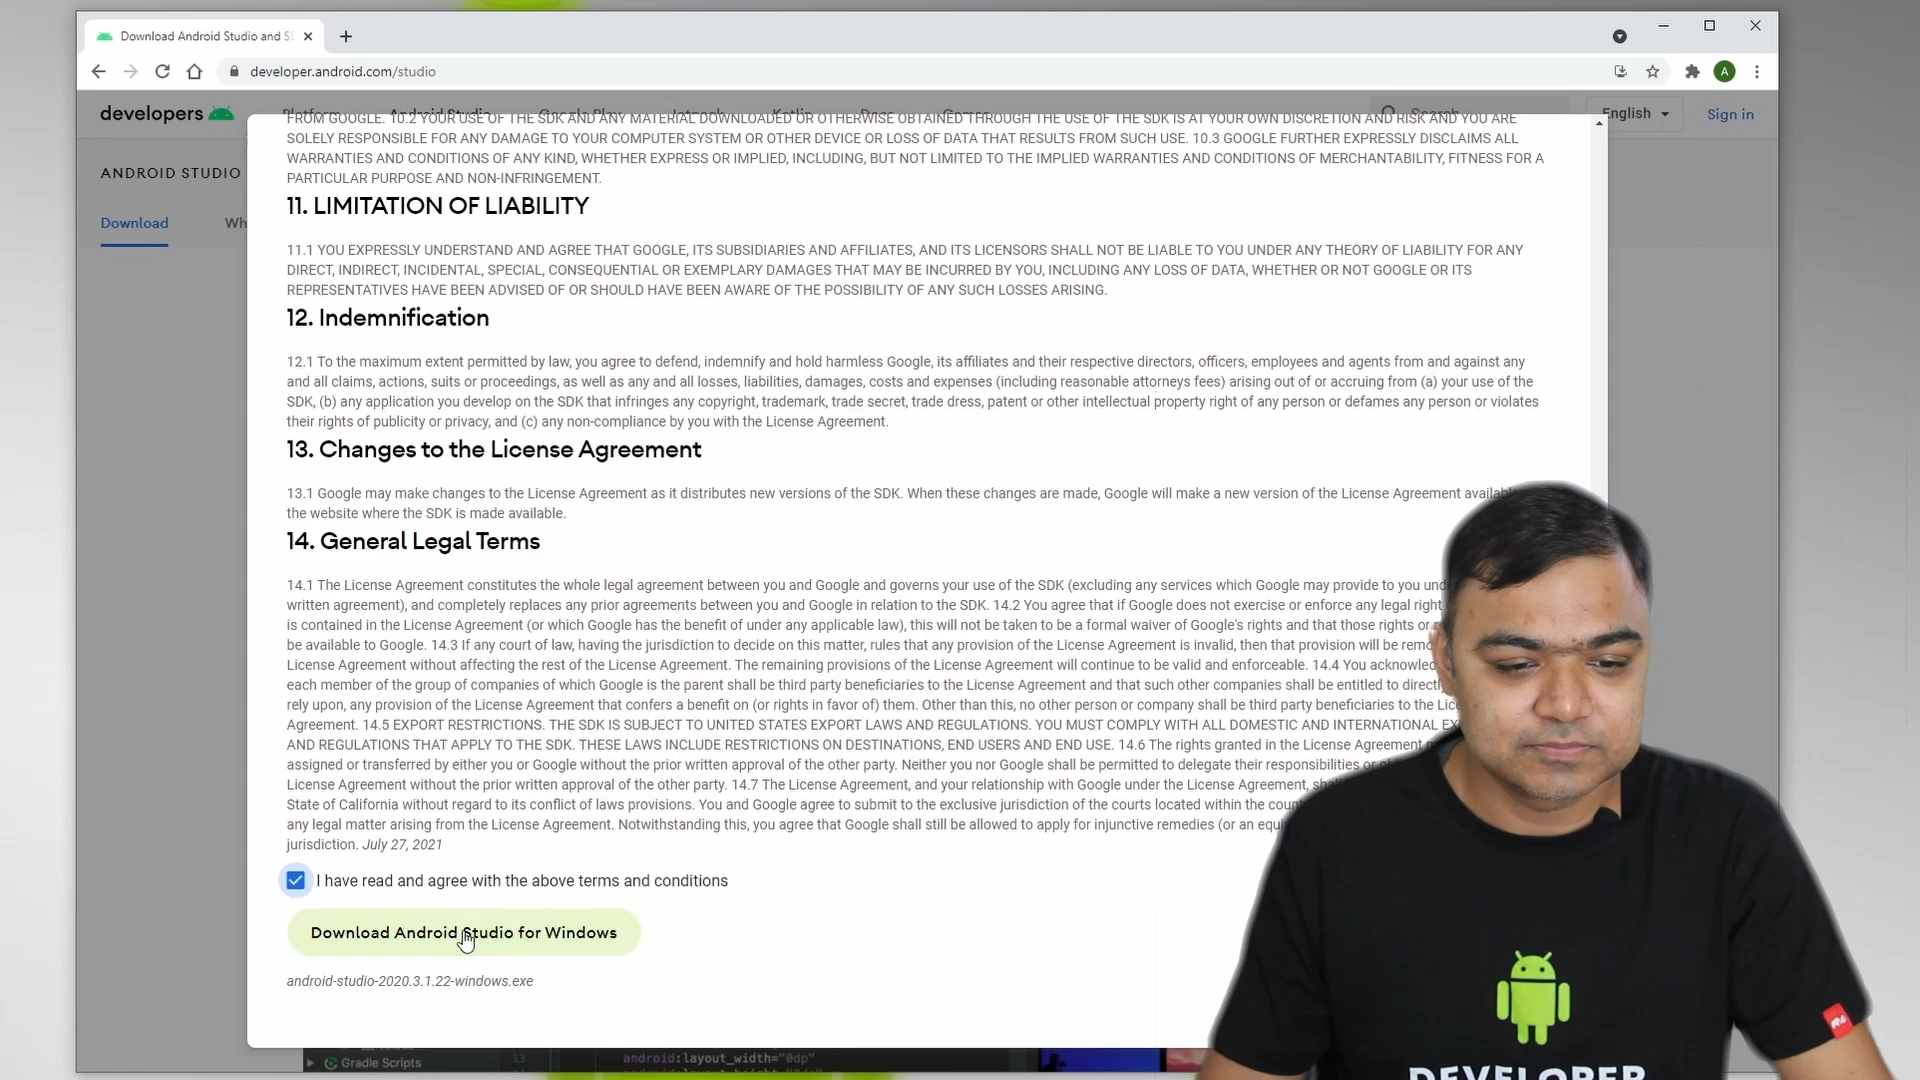 Download Android Studio and S
developer.android.com/studio
developers
Platform Android Studio Google Play Jetpack Kotlin Docs Games Search English Sign in
ANDROID STUDIO
Download Wh
FROM GOOGLE. 10.2 YOUR USE OF THE SDK AND ANY MATERIAL DOWNLOADED OR OTHERWISE OBTAINED THROUGH THE USE OF THE SDK IS AT YOUR OWN DISCRETION AND RISK AND YOU ARE
SOLELY RESPONSIBLE FOR ANY DAMAGE TO YOUR COMPUTER SYSTEM OR OTHER DEVICE OR LOSS OF DATA THAT RESULTS FROM SUCH USE. 10.3 GOOGLE FURTHER EXPRESSLY DISCLAIMS ALL
WARRANTIES AND CONDITIONS OF ANY KIND, WHETHER EXPRESS OR IMPLIED, INCLUDING, BUT NOT LIMITED TO THE IMPLIED WARRANTIES AND CONDITIONS OF MERCHANTABILITY, FITNESS FOR A
PARTICULAR PURPOSE AND NON-INFRINGEMENT.
11. LIMITATION OF LIABILITY
11.1 YOU EXPRESSLY UNDERSTAND AND AGREE THAT GOOGLE, ITS SUBSIDIARIES AND AFFILIATES, AND ITS LICENSORS SHALL NOT BE LIABLE TO YOU UNDER ANY THEORY OF LIABILITY FOR ANY
DIRECT, INDIRECT, INCIDENTAL, SPECIAL, CONSEQUENTIAL OR EXEMPLARY DAMAGES THAT MAY BE INCURRED BY YOU, INCLUDING ANY LOSS OF DATA, WHETHER OR NOT GOOGLE OR ITS
REPRESENTATIVES HAVE BEEN ADVISED OF OR SHOULD HAVE BEEN AWARE OF THE POSSIBILITY OF ANY SUCH LOSSES ARISING.
12. Indemnification
12.1 To the maximum extent permitted by law, you agree to defend, indemnify and hold harmless Google, its affiliates and their respective directors, officers, employees and agents from and against any
and all claims, actions, suits or proceedings, as well as any and all losses, liabilities, damages, costs and expenses (including reasonable attorneys fees) arising out of or accruing from (a) your use of the
SDK, (b) any application you develop on the SDK that infringes any copyright, trademark, trade secret, trade dress, patent or other intellectual property right of any person or defames any person or violates
their rights of publicity or privacy, and (c) any non-compliance by you with the License Agreement.
13. Changes to the License Agreement
13.1 Google may make changes to the License Agreement as it distributes new versions of the SDK. When these changes are made, Google will make a new version of the License Agreement availab
the website where the SDK is made available.
14. General Legal Terms
14.1 The License Agreement constitutes the whole legal agreement between you and Google and governs your use of the SDK (excluding any services which Google may provide to you und
written agreement), and completely replaces any prior agreements between you and Google in relation to the SDK. 14.2 You agree that if Google does not exercise or enforce any legal right
is contained in the License Agreement (or which Google has the benefit of under any applicable law), this will not be taken to be a formal waiver of Google's rights and that those rights or r
be available to Google. 14.3 If any court of law, having the jurisdiction to decide on this matter, rules that any provision of the License Agreement is invalid, then that provision will be remo
License Agreement without affecting the rest of the License Agreement. The remaining provisions of the License Agreement will continue to be valid and enforceable. 14.4 You acknowled
each member of the group of companies of which Google is the parent shall be third party beneficiaries to the License Agreement and that such other companies shall be entitled to directl
rely upon, any provision of the License Agreement that confers a benefit on (or rights in favor of) them. Other than this, no other person or company shall be third party beneficiaries to the Lice
Agreement. 14.5 EXPORT RESTRICTIONS. THE SDK IS SUBJECT TO UNITED STATES EXPORT LAWS AND REGULATIONS. YOU MUST COMPLY WITH ALL DOMESTIC AND INTERNATIONAL EX
AND REGULATIONS THAT APPLY TO THE SDK. THESE LAWS INCLUDE RESTRICTIONS ON DESTINATIONS, END USERS AND END USE. 14.6 The rights granted in the License Agreement
assigned or transferred by either you or Google without the prior written approval of the other party. Neither you nor Google shall be permitted to delegate their responsibilities or
License Agreement without the prior written approval of the other party. 14.7 The License Agreement, and your relationship with Google under the License Agreement, sha
State of California without regard to its conflict of laws provisions. You and Google agree to submit to the exclusive jurisdiction of the courts located within the coun
any legal matter arising from the License Agreement. Notwithstanding this, you agree that Google shall still be allowed to apply for injunctive remedies (or an equi
jurisdiction. July 27, 2021
I have read and agree with the above terms and conditions
Download Android Studio for Windows
android-studio-2020.3.1.22-windows.exe
Gradle Scripts 13 android:layout_width="0dp"
DEVELOPER
A